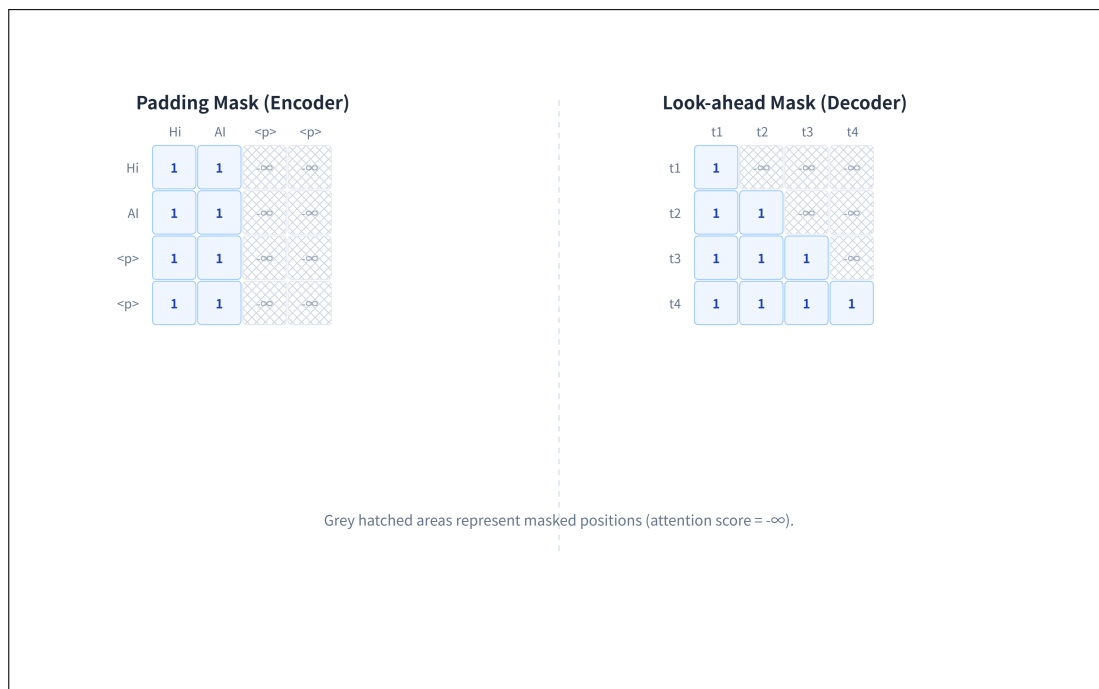 Padding Mask (Encoder)
Hi AI <p> <p>
Hi 1 1 -∞ -∞
AI 1 1 -∞ -∞
<p> 1 1 -∞ -∞
<p> 1 1 -∞ -∞
Look-ahead Mask (Decoder)
t1 t2 t3 t4
t1 1 -∞ -∞ -∞
t2 1 1 -∞ -∞
t3 1 1 1 -∞
t4 1 1 1 1
Grey hatched areas represent masked positions (attention score = -∞).